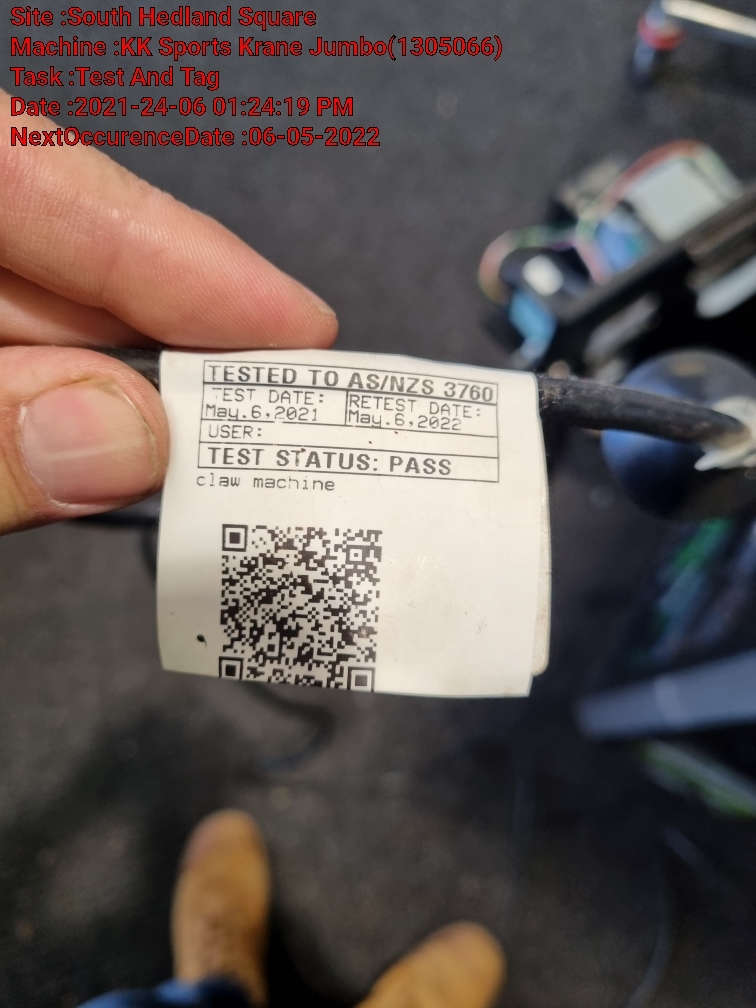 Site :South Hedland Square
Machine :KK Sports Krane Jumbo(1305066)
Task :Test And Tag
Date :2021-24-06 01:24:19 PM
NextOccurenceDate :06-05-2022
TESTED TO AS/NZS 3760
TEST DATE: RETEST DATE:
May.6,2021 May.6,2022
USER:
TEST STATUS: PASS
claw machine